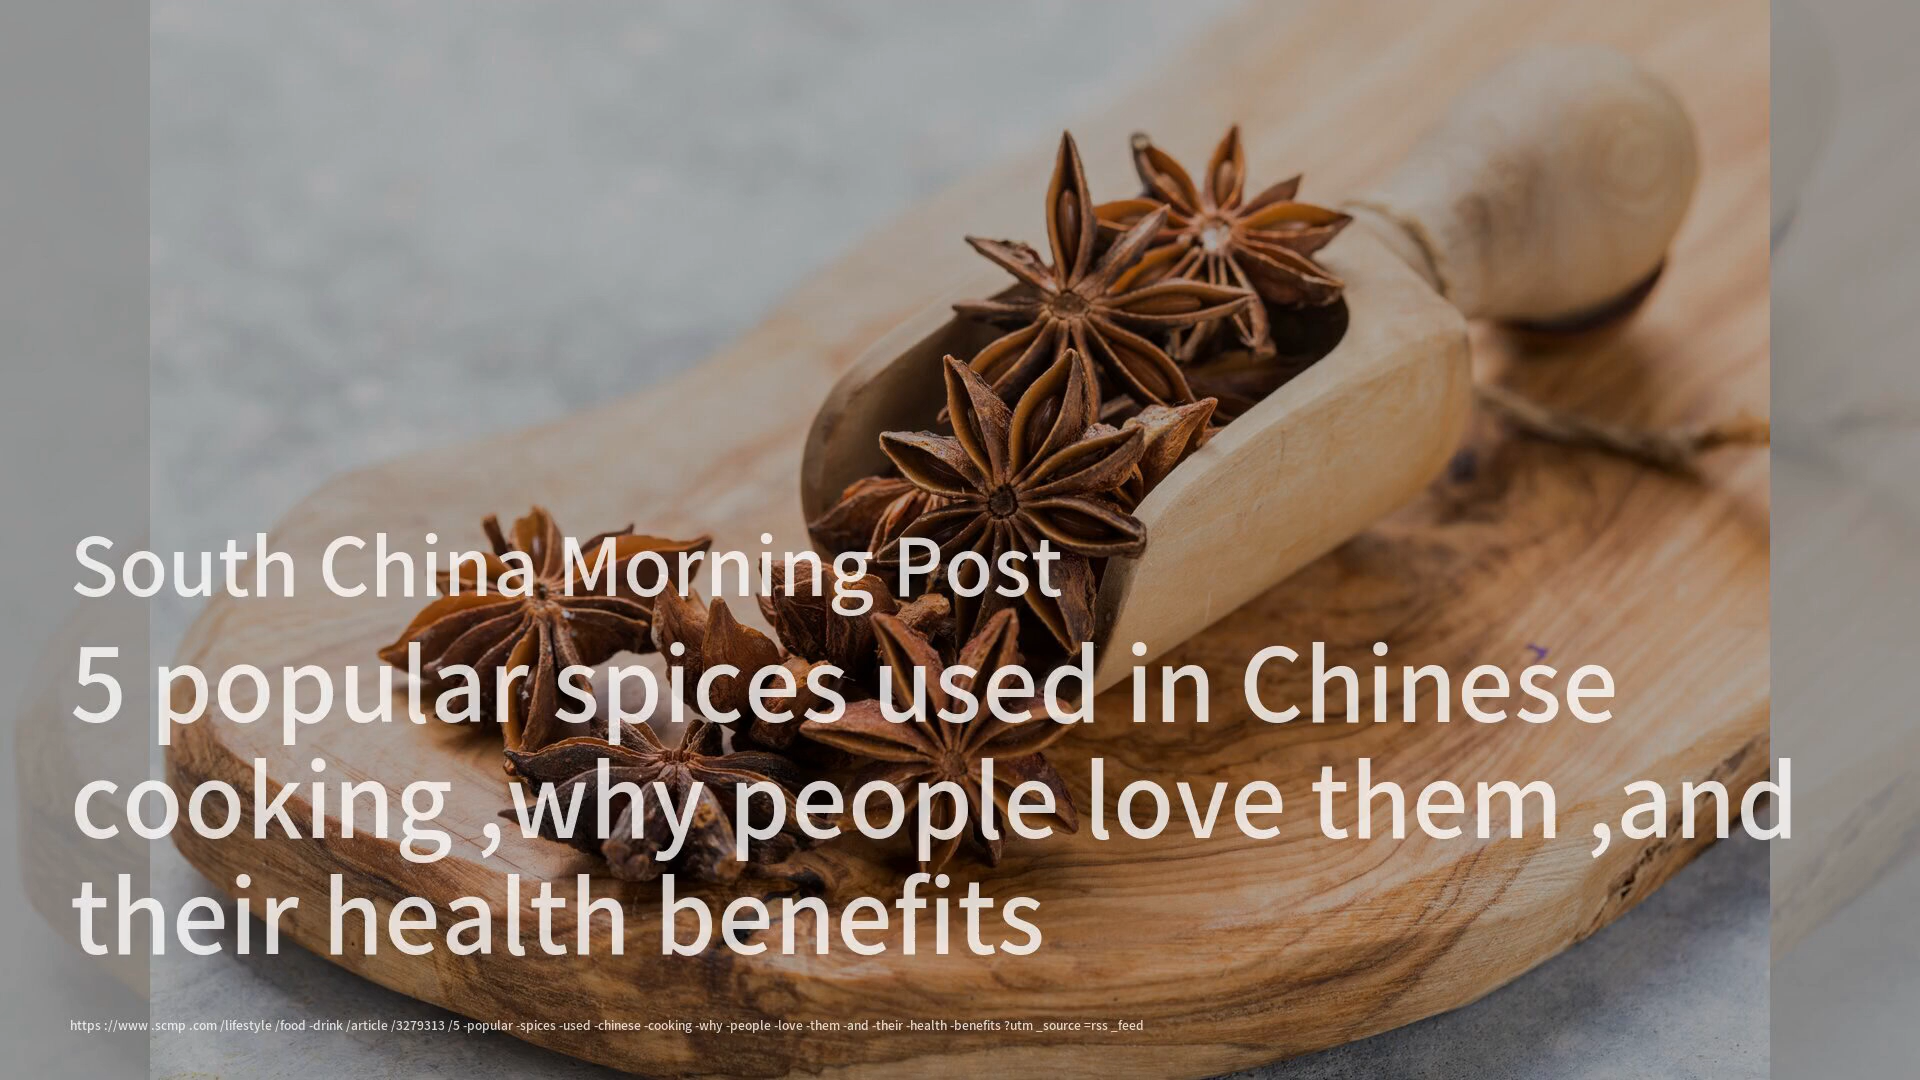 South China Morning Post
5 popular spices used in Chinese
cooking ,why people love them ,and
their health benefits
https ://www .scmp .com /lifestyle /food -drink /article /3279313 /5 -popular -spices -used -chinese -cooking -why -people -love -them -and -their -health -benefits ?utm _source =rss _feed